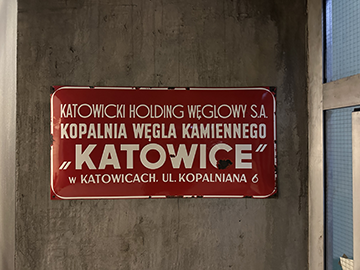 KATOWICKI HOLDING WĘGLOWY S.A.
KOPALNIA WĘGLA KAMIENNEGO
„KATOWICE”
W KATOWICACH. UL. KOPALNIANA 6